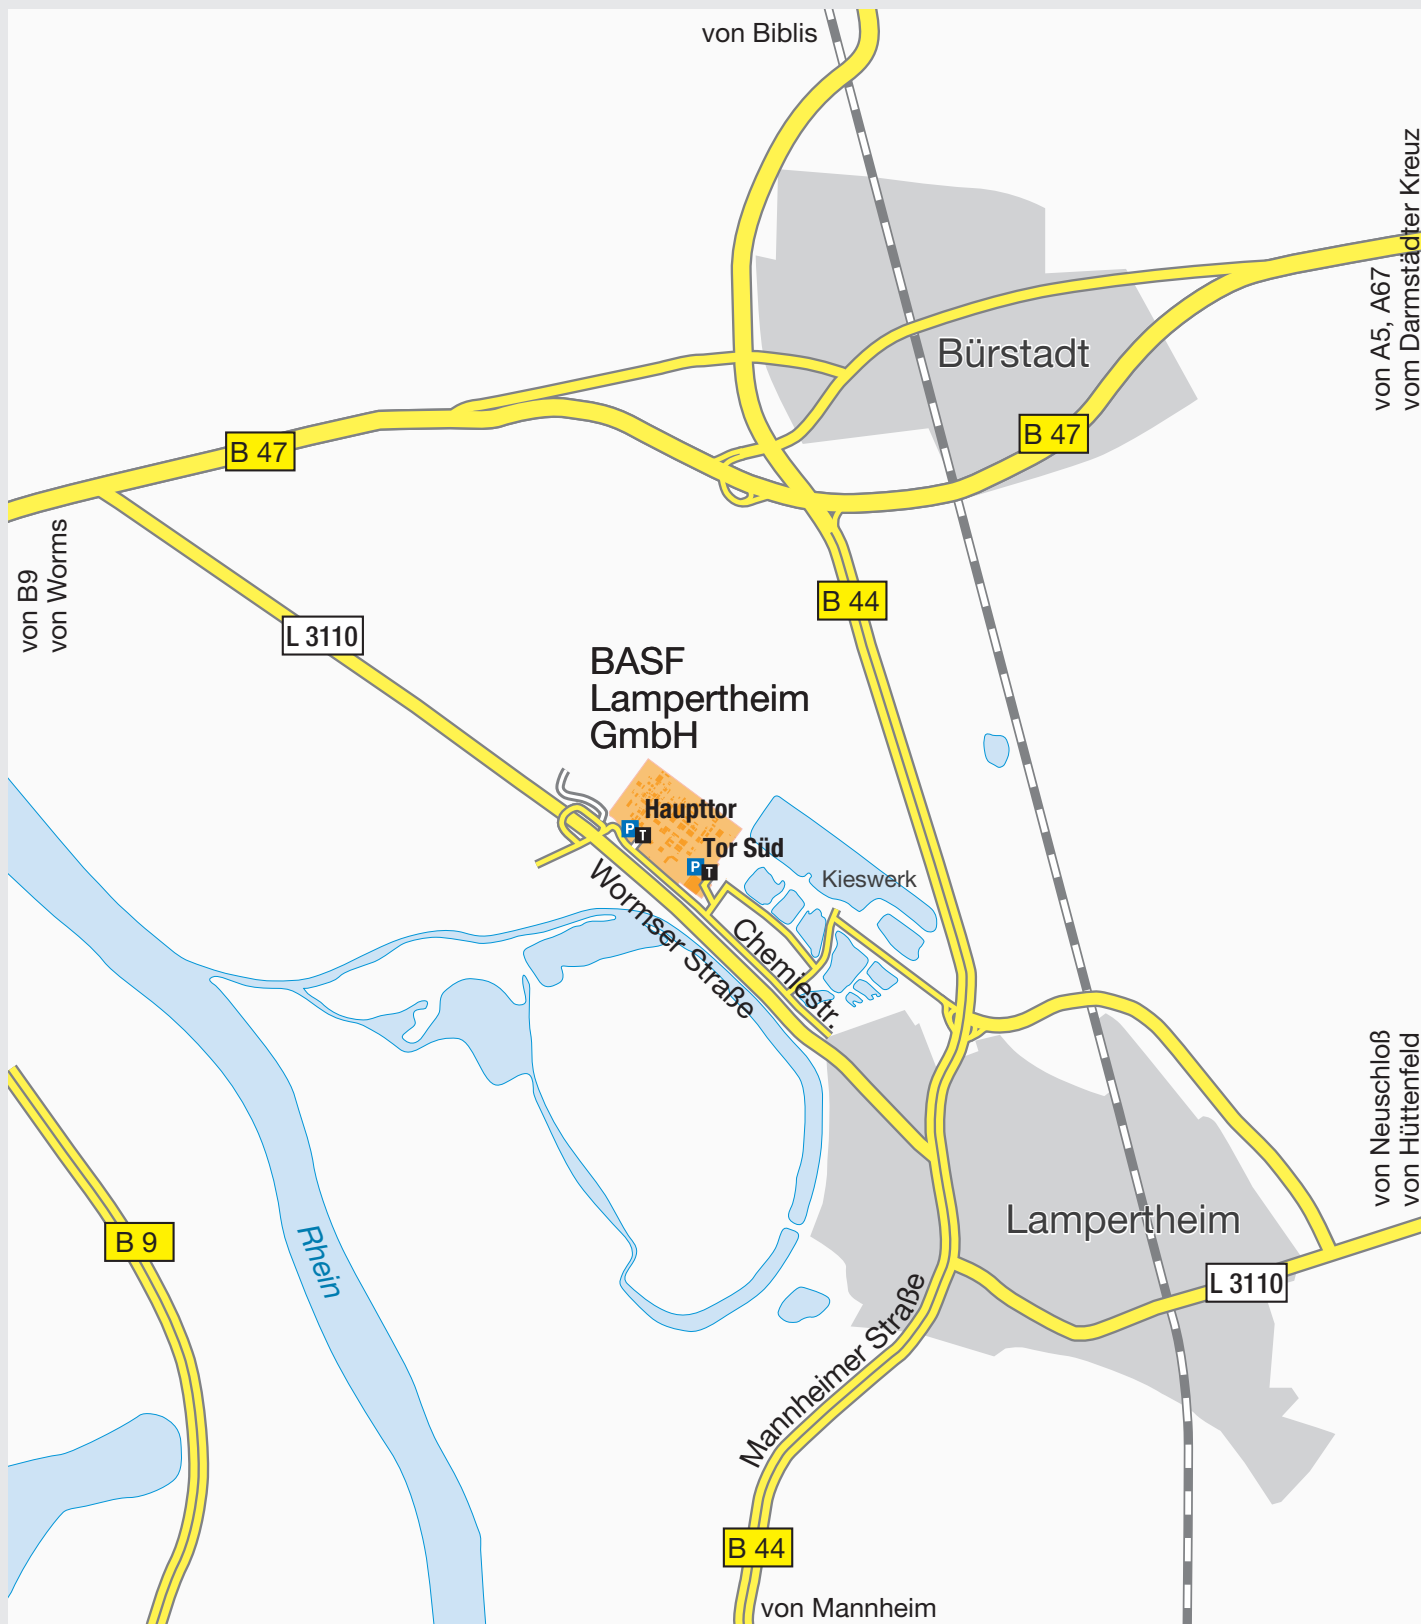 von Biblis
von A5, A67
vom Darmstädter Kreuz
Bürstadt
B 47
B 47
von B9
von Worms
B 44
L 3110
BASF
Lampertheim
GmbH
Haupttor
P
T
Tor Süd
P
T
Kieswerk
Wormser Straße
Chemiestr.
von Neuschloß
von Hüttenfeld
B 9
Rhein
Lampertheim
L 3110
Mannheimer Straße
B 44
von Mannheim